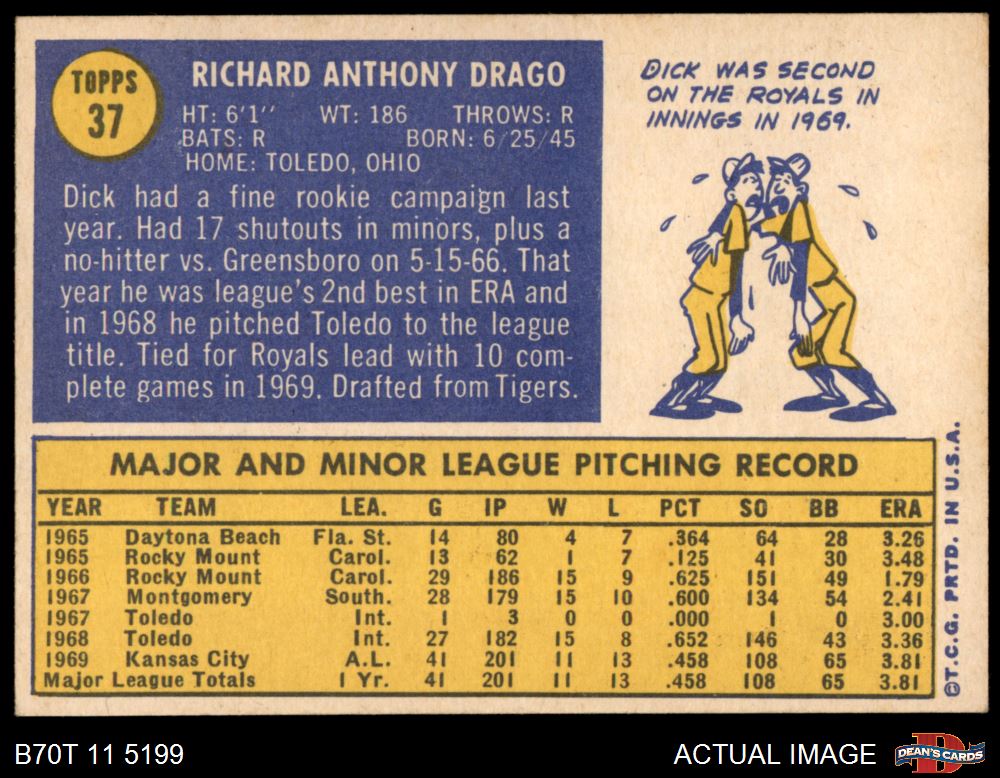 TOPPS
37
RICHARD ANTHONY DRAGO
HT: 6'1'' WT: 186 THROWS: R
BATS: R BORN: 6/25/45
HOME: TOLEDO, OHIO
Dick had a fine rookie campaign last
year. Had 17 shutouts in minors, plus a
no-hitter vs. Greensboro on 5-15-66. That
year he was league's 2nd best in ERA and
in 1968 he pitched Toledo to the league
title. Tied for Royals lead with 10 com-
plete games in 1969. Drafted from Tigers.
DICK WAS SECOND
ON THE ROYALS IN
INNINGS IN 1969.
MAJOR AND MINOR LEAGUE PITCHING RECORD
YEAR TEAM LEA. G IP W L PCT SO BB ERA
1965 Daytona Beach Fla. St. 14 80 4 7 .364 64 28 3.26
1965 Rocky Mount Carol. 13 62 1 7 .125 41 30 3.48
1966 Rocky Mount Carol. 29 186 15 9 .625 151 49 1.79
1967 Montgomery South. 28 179 15 10 .600 134 54 2.41
1967 Toledo Int. 1 3 0 0 .000 1 0 3.00
1968 Toledo Int. 27 182 15 8 .652 146 43 3.36
1969 Kansas City A.L. 41 201 11 13 .458 108 65 3.81
Major League Totals 1 Yr. 41 201 11 13 .458 108 65 3.81
©T.C.G. PRTD. IN U.S.A.
B70T 11 5199
ACTUAL IMAGE
DEAN'S CARDS